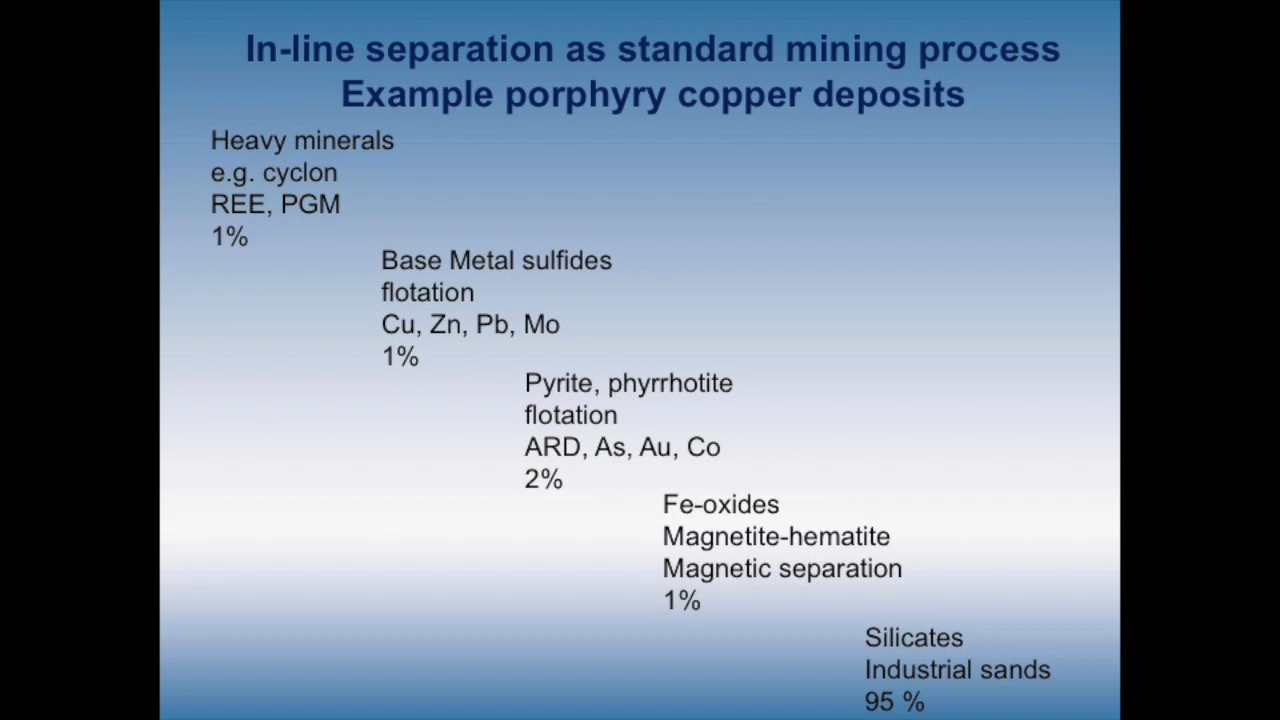 In-line separation as standard mining process
Example porphyry copper deposits
Heavy minerals
e.g. cyclon
REE, PGM
1%
Base Metal sulfides
flotation
Cu, Zn, Pb, Mo
1%
Pyrite, phyrrhotite
flotation
ARD, As, Au, Co
2%
Fe-oxides
Magnetite-hematite
Magnetic separation
1%
Silicates
Industrial sands
95 %